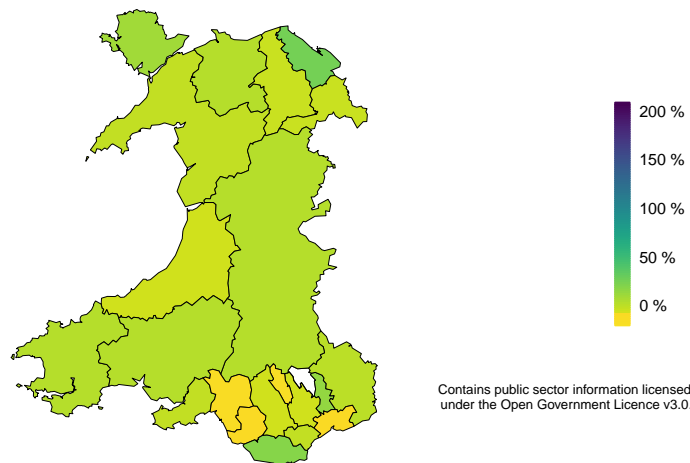 200 %
150 %
100 %
50 %
0 %
Contains public sector information licensed
under the Open Government Licence v3.0.